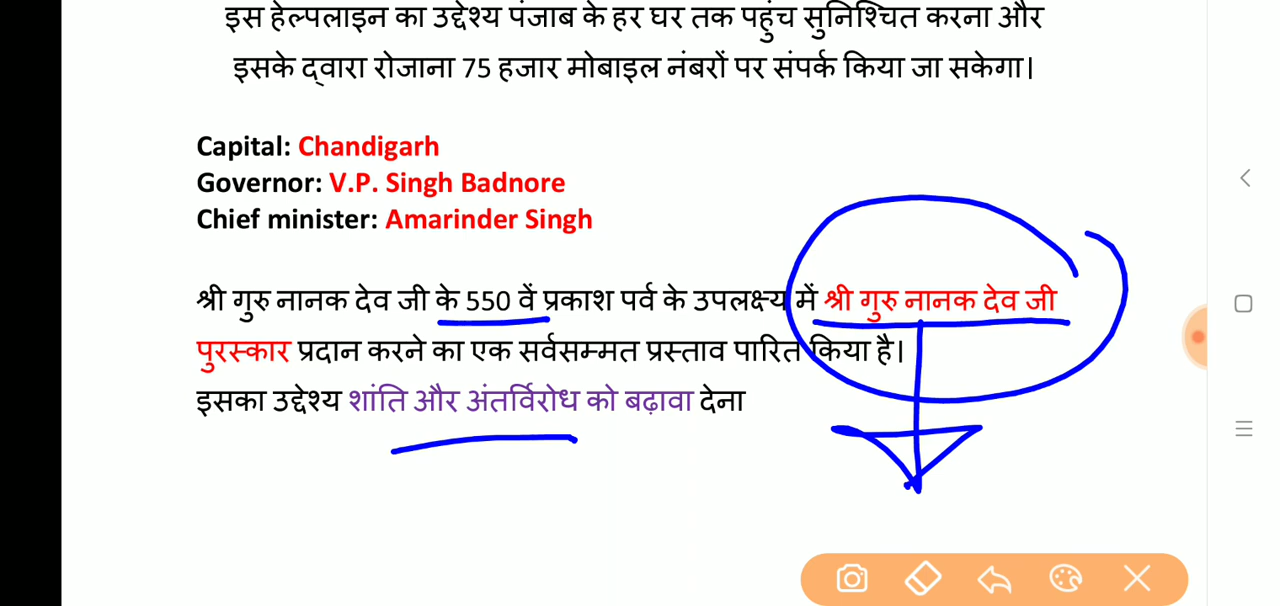 इस हेल्पलाइन का उद्देश्य पंजाब के हर घर तक पहुंच सुनिश्चित करना और
इसके द्वारा रोजाना 75 हजार मोबाइल नंबरों पर संपर्क किया जा सकेगा।
Capital: Chandigarh
Governor: V.P. Singh Badnore
Chief minister: Amarinder Singh
श्री गुरु नानक देव जी के 550 वें प्रकाश पर्व के उपलक्ष्य में श्री गुरु नानक देव जी
पुरस्कार प्रदान करने का एक सर्वसम्मत प्रस्ताव पारित किया है।
इसका उद्देश्य शांति और अंतर्विरोध को बढ़ावा देना